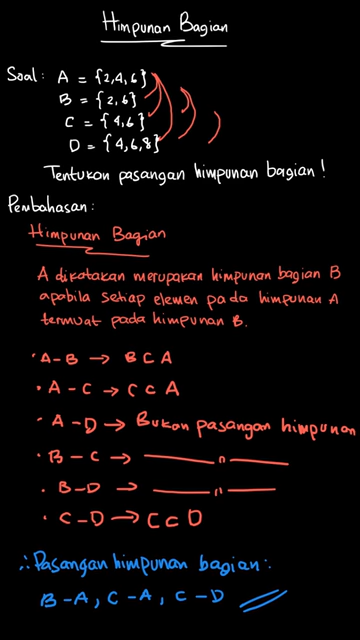 Himpunan Bagian
Soal: A = {2,4,6}
B = {2,6}
C = {4,6}
D = {4,6,8}
Tentukan pasangan himpunan bagian!
Pembahasan:
Himpunan Bagian
A dikatakan merupakan himpunan bagian B
apabila setiap elemen pada himpunan A
termuat pada himpunan B.
• A - B → B ⊂ A
• A - C → C ⊂ A
• A - D → Bukan pasangan himpunan
• B - C → ———— " ————
• B - D → ———— " ————
• C - D → C ⊂ D
∴ Pasangan himpunan bagian:
B - A, C - A, C - D